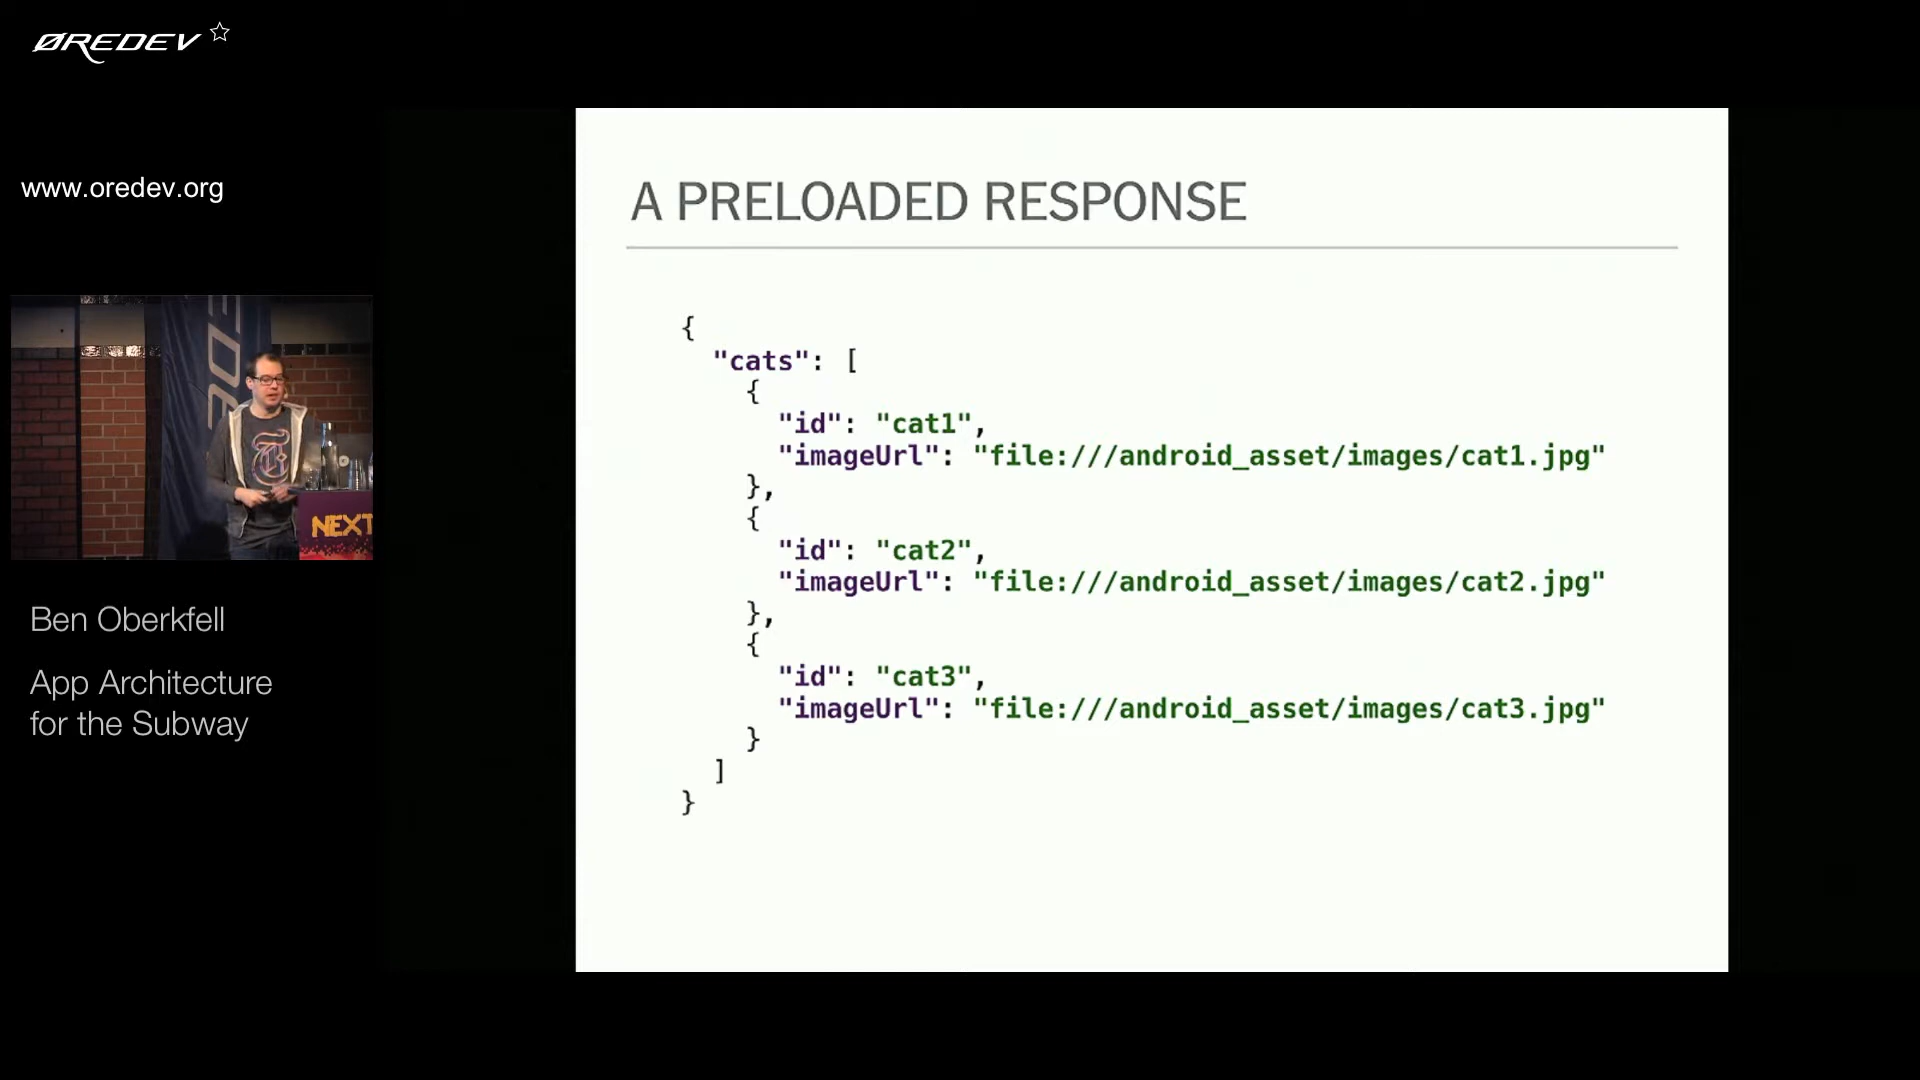 ØREDEV
www.oredev.org
NEXT
Ben Oberkfell
App Architecture
for the Subway
A PRELOADED RESPONSE
{
"cats": [
{
"id": "cat1",
"imageUrl": "file:///android_asset/images/cat1.jpg"
},
{
"id": "cat2",
"imageUrl": "file:///android_asset/images/cat2.jpg"
},
{
"id": "cat3",
"imageUrl": "file:///android_asset/images/cat3.jpg"
}
]
}